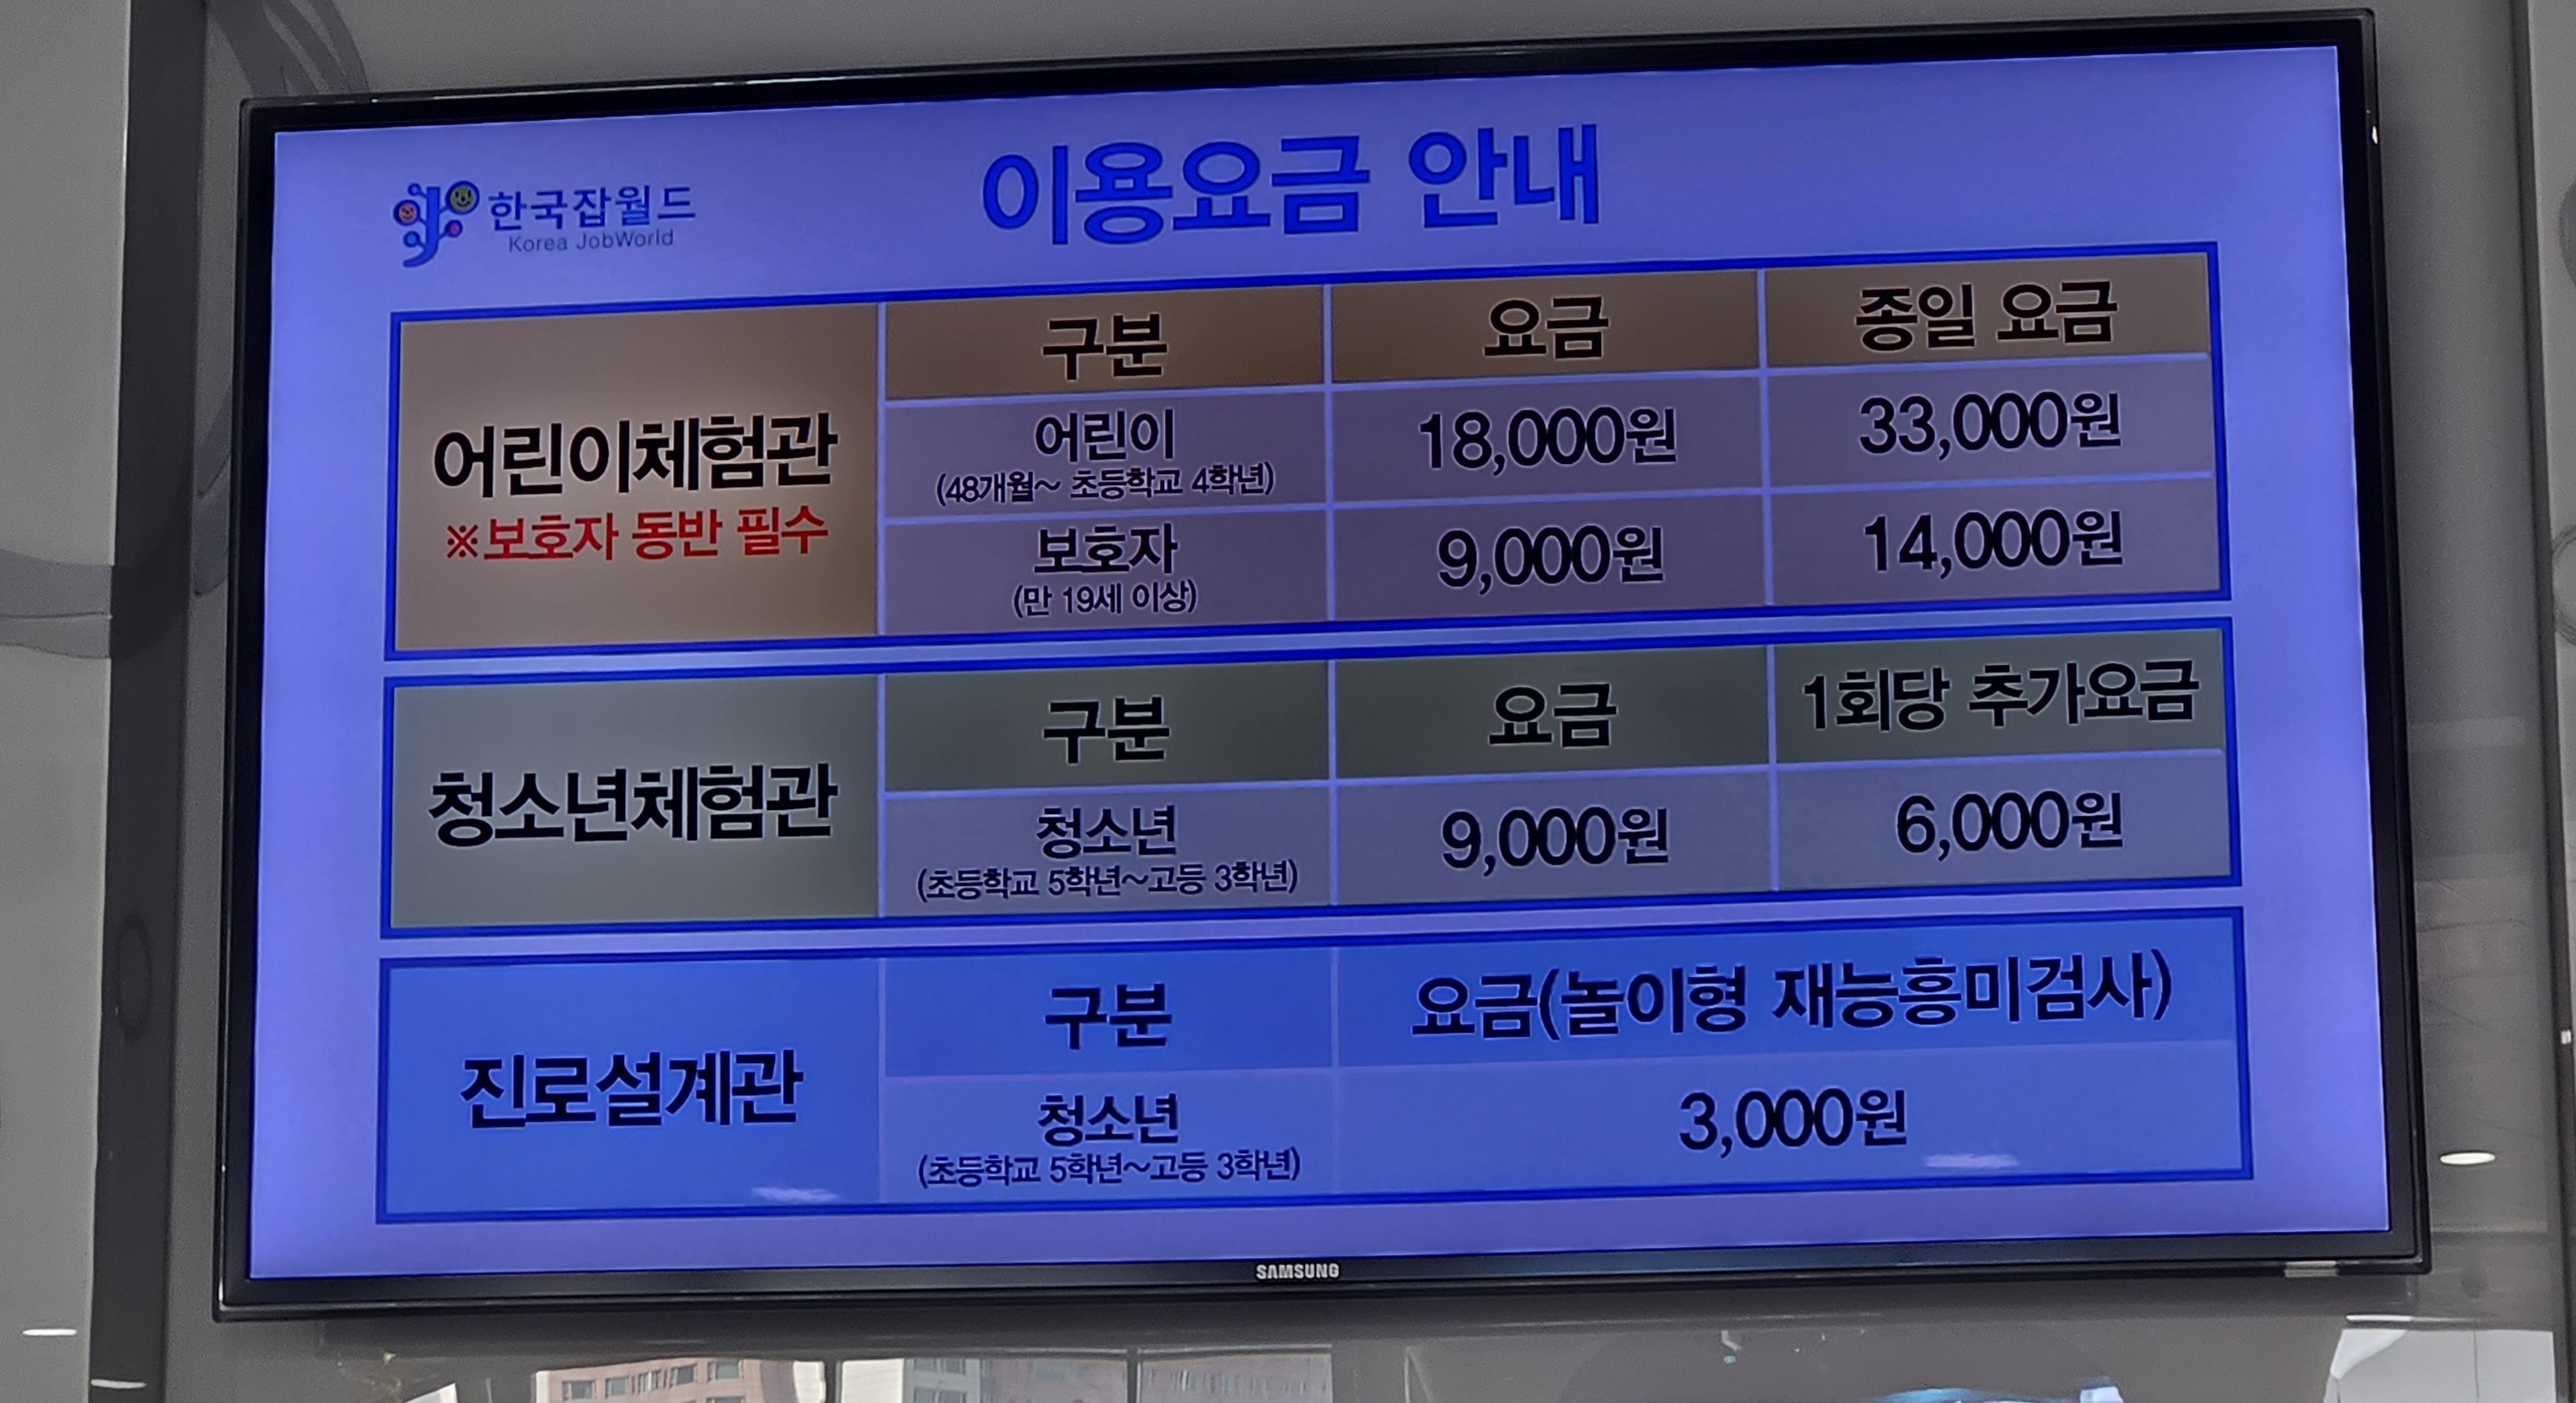 한국잡월드
Korea JobWorld
이용요금 안내
어린이체험관
※보호자 동반 필수
구분
요금
종일 요금
어린이
(48개월~ 초등학교 4학년)
18,000원
33,000원
보호자
(만 19세 이상)
9,000원
14,000원
청소년체험관
구분
요금
1회당 추가요금
청소년
(초등학교 5학년~고등 3학년)
9,000원
6,000원
진로설계관
구분
요금(놀이형 재능흥미검사)
청소년
(초등학교 5학년~고등 3학년)
3,000원
SAMSUNG